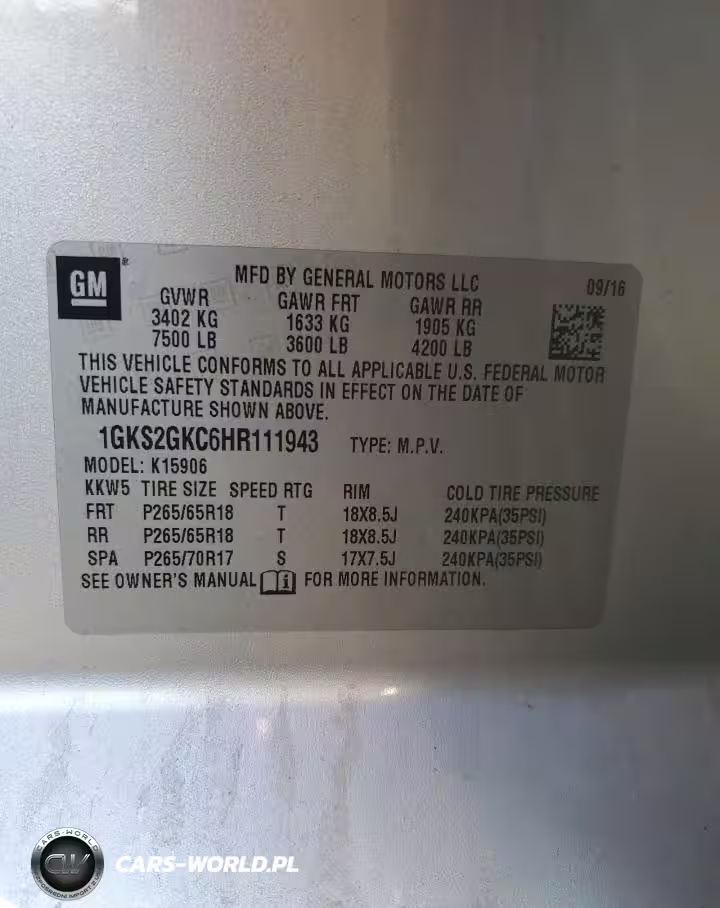 GM
MFD BY GENERAL MOTORS LLC
09/16
GVWR GAWR FRT GAWR RR
3402 KG 1633 KG 1905 KG
7500 LB 3600 LB 4200 LB
THIS VEHICLE CONFORMS TO ALL APPLICABLE U.S. FEDERAL MOTOR
VEHICLE SAFETY STANDARDS IN EFFECT ON THE DATE OF
MANUFACTURE SHOWN ABOVE.
1GKS2GKC6HR111943 TYPE: M.P.V.
MODEL: K15906
KKW5 TIRE SIZE SPEED RTG RIM COLD TIRE PRESSURE
FRT P265/65R18 T 18X8.5J 240KPA(35PSI)
RR P265/65R18 T 18X8.5J 240KPA(35PSI)
SPA P265/70R17 S 17X7.5J 240KPA(35PSI)
SEE OWNER'S MANUAL FOR MORE INFORMATION.
CARS-WORLD
CW
CARS-WORLD.PL